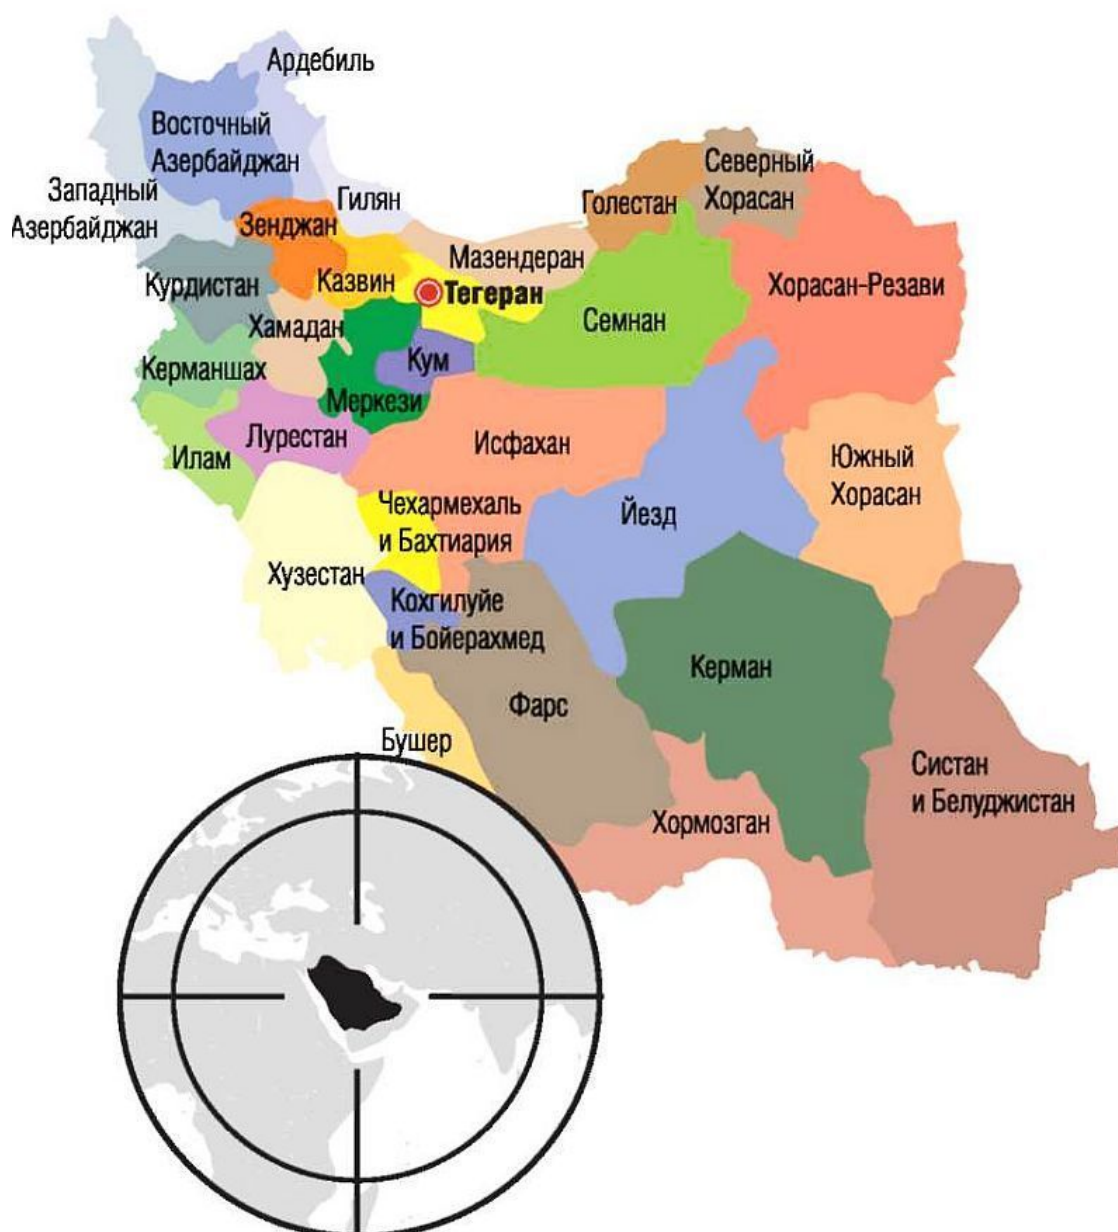 Ардебиль
Восточный
Азербайджан
Западный
Азербайджан
Зенджан
Гилян
Голестан
Северный
Хорасан
Мазендеран
Курдистан
Казвин
Тегеран
Хорасан-Резави
Хамадан
Семнан
Керманшах
Кум
Меркези
Лурестан
Илам
Исфахан
Южный
Хорасан
Чехармехаль
и Бахтиария
Йезд
Хузестан
Кохгилуйе
и Бойерахмед
Керман
Фарс
Бушер
Систан
и Белуджистан
Хормозган